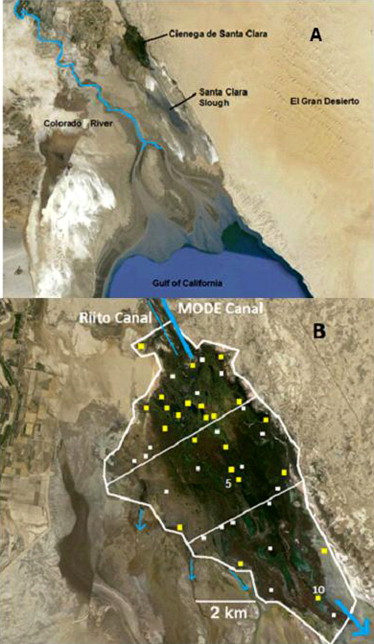 A
Cienega de Santa Clara
Santa Clara
Slough
El Gran Desierto
Colorado River
Gulf of California
MODE Canal
Riito Canal
B
5
10
2 km